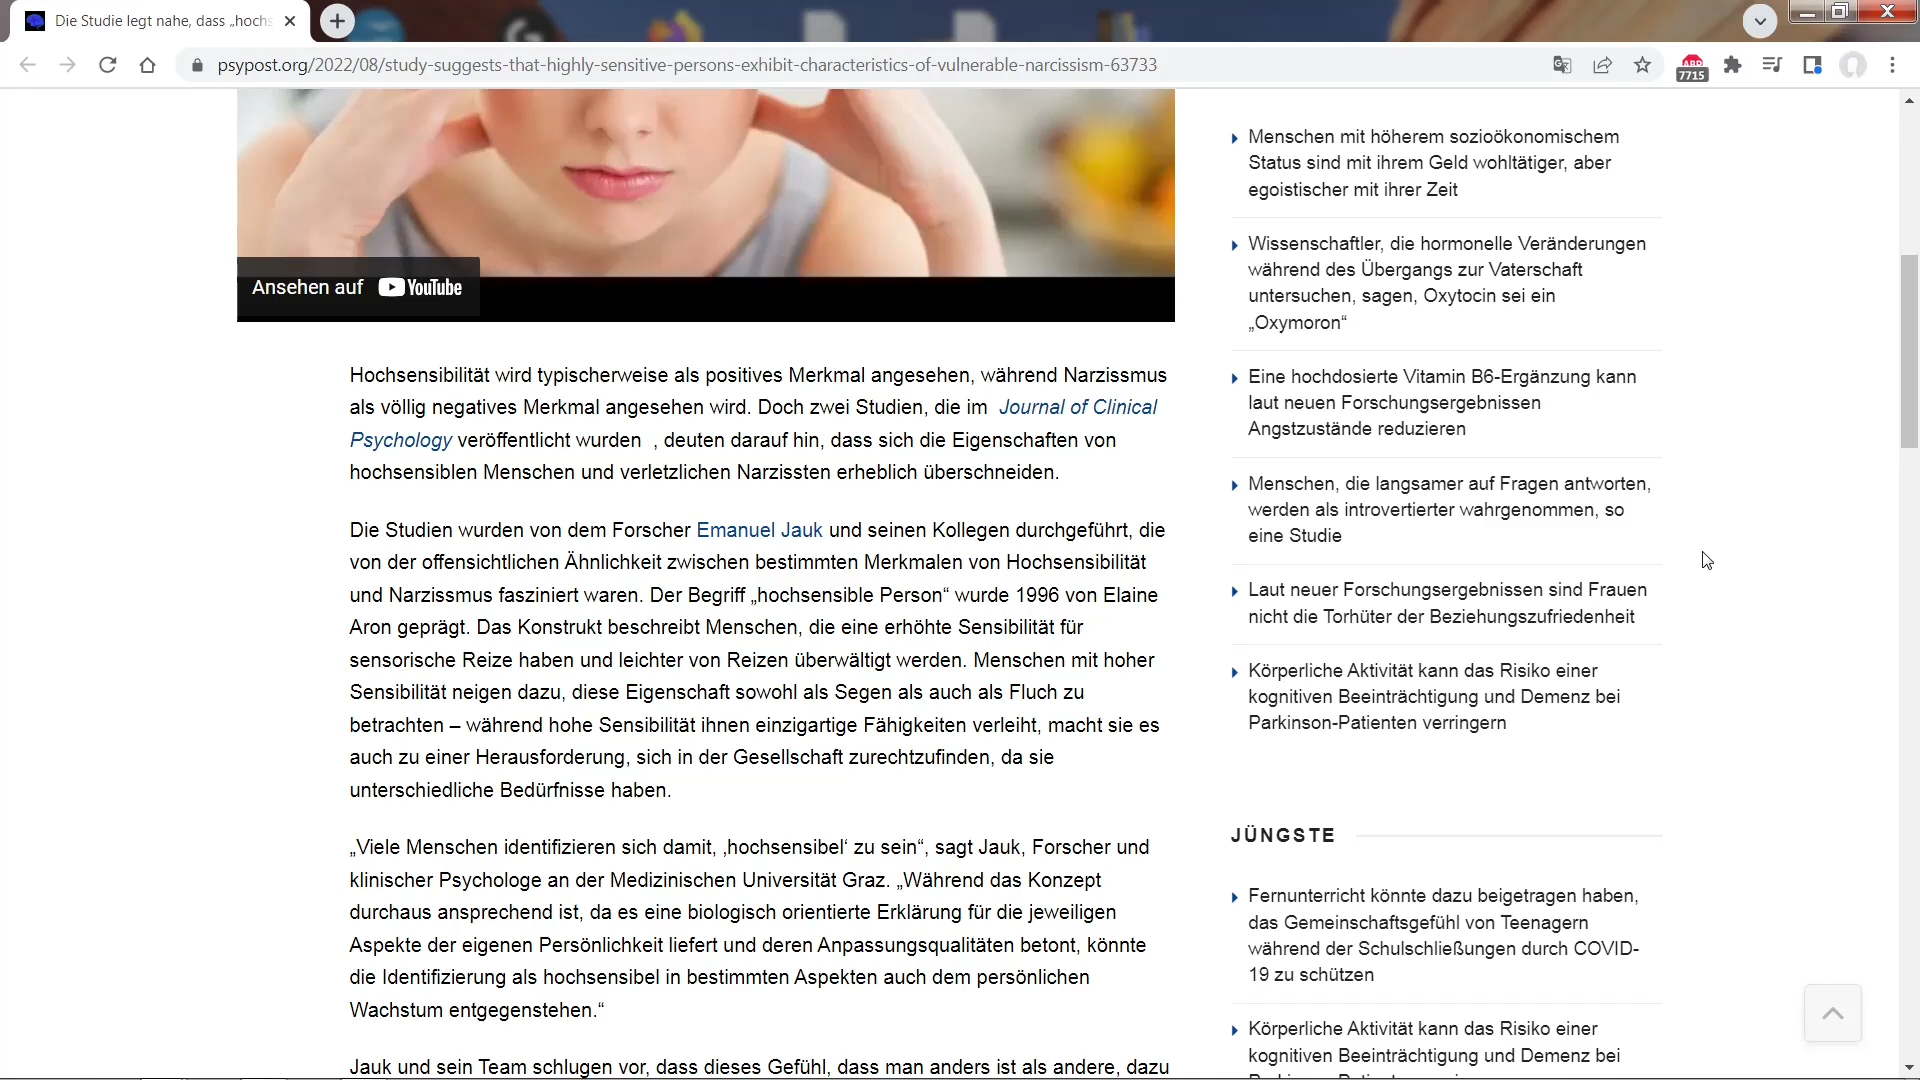 Die Studie legt nahe, dass „hochs
psypost.org/2022/08/study-suggests-that-highly-sensitive-persons-exhibit-characteristics-of-vulnerable-narcissism-63733
ABP
7715
Ansehen auf YouTube
Hochsensibilität wird typischerweise als positives Merkmal angesehen, während Narzissmus
als völlig negatives Merkmal angesehen wird. Doch zwei Studien, die im Journal of Clinical
Psychology veröffentlicht wurden , deuten darauf hin, dass sich die Eigenschaften von
hochsensiblen Menschen und verletzlichen Narzissten erheblich überschneiden.
Die Studien wurden von dem Forscher Emanuel Jauk und seinen Kollegen durchgeführt, die
von der offensichtlichen Ähnlichkeit zwischen bestimmten Merkmalen von Hochsensibilität
und Narzissmus fasziniert waren. Der Begriff „hochsensible Person“ wurde 1996 von Elaine
Aron geprägt. Das Konstrukt beschreibt Menschen, die eine erhöhte Sensibilität für
sensorische Reize haben und leichter von Reizen überwältigt werden. Menschen mit hoher
Sensibilität neigen dazu, diese Eigenschaft sowohl als Segen als auch als Fluch zu
betrachten – während hohe Sensibilität ihnen einzigartige Fähigkeiten verleiht, macht sie es
auch zu einer Herausforderung, sich in der Gesellschaft zurechtzufinden, da sie
unterschiedliche Bedürfnisse haben.
„Viele Menschen identifizieren sich damit, ‚hochsensibel‘ zu sein“, sagt Jauk, Forscher und
klinischer Psychologe an der Medizinischen Universität Graz. „Während das Konzept
durchaus ansprechend ist, da es eine biologisch orientierte Erklärung für die jeweiligen
Aspekte der eigenen Persönlichkeit liefert und deren Anpassungsqualitäten betont, könnte
die Identifizierung als hochsensibel in bestimmten Aspekten auch dem persönlichen
Wachstum entgegenstehen.“
Jauk und sein Team schlugen vor, dass dieses Gefühl, dass man anders ist als andere, dazu
Menschen mit höherem sozioökonomischem
Status sind mit ihrem Geld wohltätiger, aber
egoistischer mit ihrer Zeit
Wissenschaftler, die hormonelle Veränderungen
während des Übergangs zur Vaterschaft
untersuchen, sagen, Oxytocin sei ein
„Oxymoron“
Eine hochdosierte Vitamin B6-Ergänzung kann
laut neuen Forschungsergebnissen
Angstzustände reduzieren
Menschen, die langsamer auf Fragen antworten,
werden als introvertierter wahrgenommen, so
eine Studie
Laut neuer Forschungsergebnissen sind Frauen
nicht die Torhüter der Beziehungszufriedenheit
Körperliche Aktivität kann das Risiko einer
kognitiven Beeinträchtigung und Demenz bei
Parkinson-Patienten verringern
JÜNGSTE
Fernunterricht könnte dazu beigetragen haben,
das Gemeinschaftsgefühl von Teenagern
während der Schulschließungen durch COVID-
19 zu schützen
Körperliche Aktivität kann das Risiko einer
kognitiven Beeinträchtigung und Demenz bei